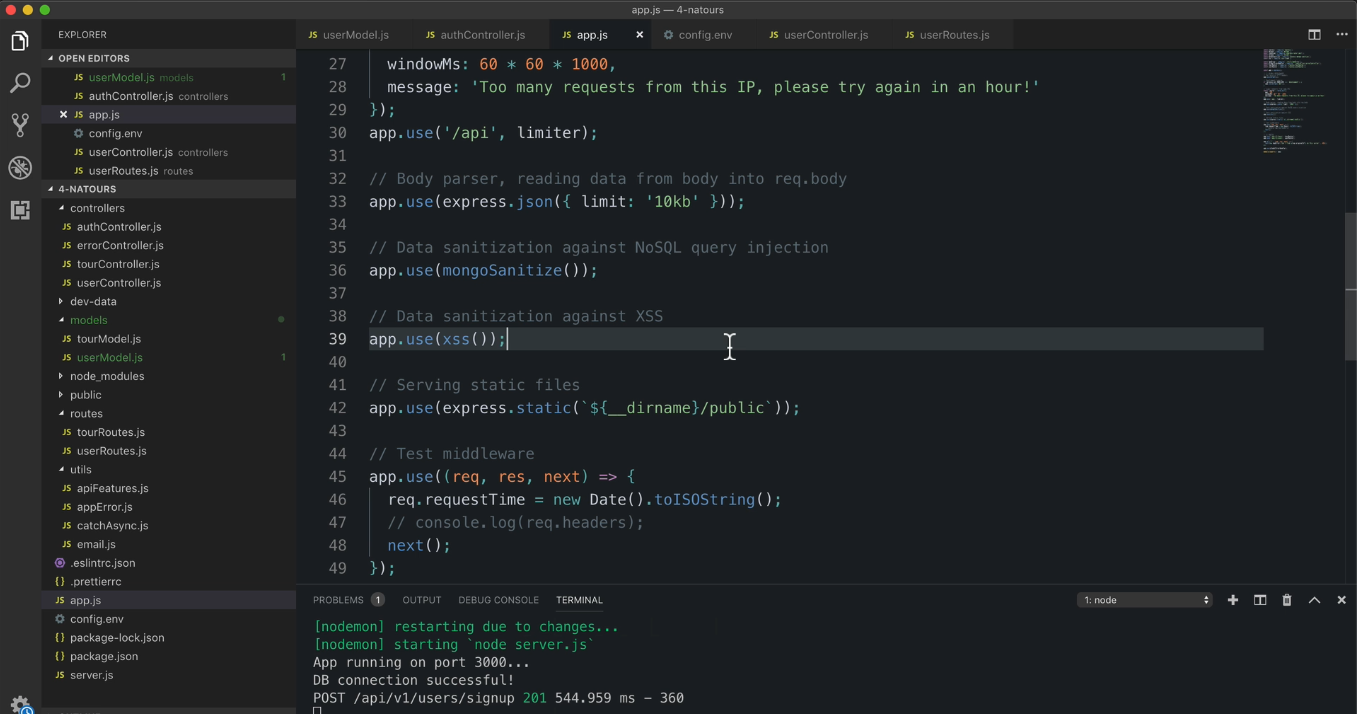 app.js — 4-natours
EXPLORER
OPEN EDITORS
JS userModel.js models 1
JS authController.js controllers
× JS app.js
config.env
JS userController.js controllers
JS userRoutes.js routes
4-NATOURS
controllers
JS authController.js
JS errorController.js
JS tourController.js
JS userController.js
dev-data
models
JS tourModel.js
JS userModel.js 1
node_modules
public
routes
JS tourRoutes.js
JS userRoutes.js
utils
JS apiFeatures.js
JS appError.js
JS catchAsync.js
JS email.js
.eslintrc.json
{} .prettierrc
JS app.js
config.env
{} package-lock.json
{} package.json
JS server.js
JS userModel.js JS authController.js JS app.js × config.env JS userController.js JS userRoutes.js
27 windowMs: 60 * 60 * 1000,
28 message: 'Too many requests from this IP, please try again in an hour!'
29 });
30 app.use('/api', limiter);
31
32 // Body parser, reading data from body into req.body
33 app.use(express.json({ limit: '10kb' }));
34
35 // Data sanitization against NoSQL query injection
36 app.use(mongoSanitize());
37
38 // Data sanitization against XSS
39 app.use(xss());
40
41 // Serving static files
42 app.use(express.static(`${__dirname}/public`));
43
44 // Test middleware
45 app.use((req, res, next) => {
46 req.requestTime = new Date().toISOString();
47 // console.log(req.headers);
48 next();
49 });
PROBLEMS 1 OUTPUT DEBUG CONSOLE TERMINAL 1: node
[nodemon] restarting due to changes...
[nodemon] starting `node server.js`
App running on port 3000...
DB connection successful!
POST /api/v1/users/signup 201 544.959 ms - 360